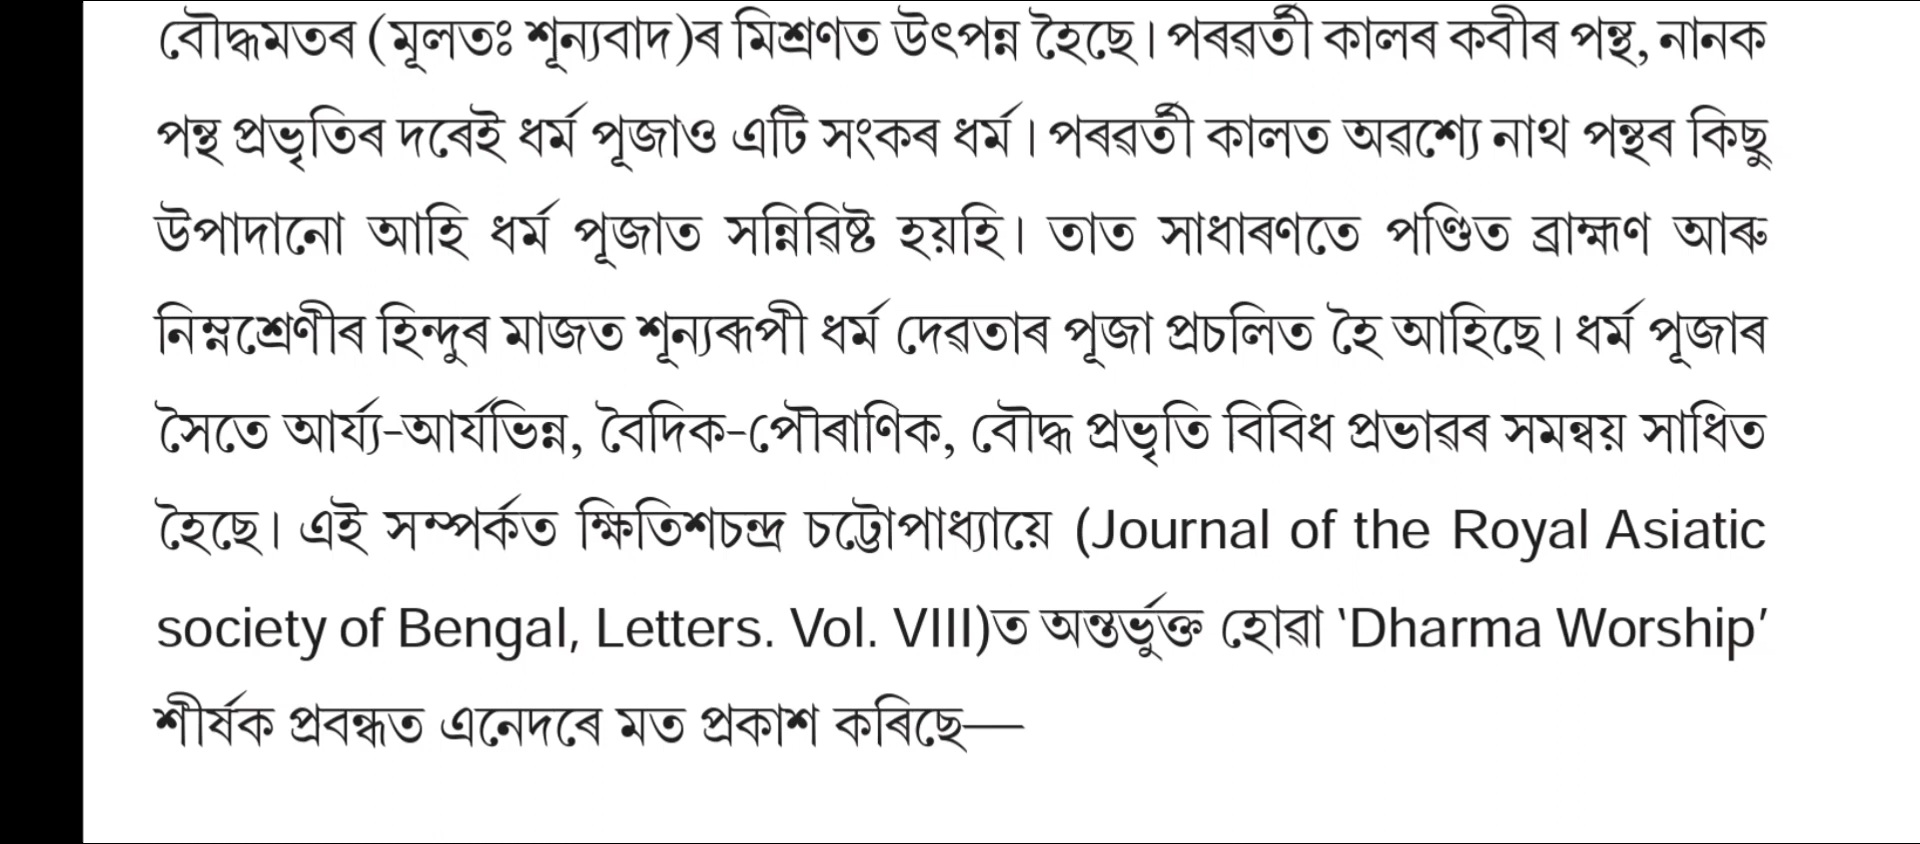 বৌদ্ধমতৰ (মূলতঃ শূন্যবাদ)ৰ মিশ্ৰণত উৎপন্ন হৈছে। পৰৱৰ্তী কালৰ কবীৰ পন্থ, নানক
পন্থ প্ৰভৃতিৰ দৰেই ধৰ্ম পূজাও এটি সংকৰ ধৰ্ম। পৰৱৰ্তী কালত অৱশ্যে নাথ পন্থৰ কিছু
উপাদানো আহি ধৰ্ম পূজাত সন্নিৱিষ্ট হয়হি। তাত সাধাৰণতে পণ্ডিত ব্ৰাহ্মণ আৰু
নিম্নশ্ৰেণীৰ হিন্দুৰ মাজত শূন্যৰূপী ধৰ্ম দেৱতাৰ পূজা প্ৰচলিত হৈ আহিছে। ধৰ্ম পূজাৰ
সৈতে আৰ্য্য-আৰ্যভিন্ন, বৈদিক-পৌৰাণিক, বৌদ্ধ প্ৰভৃতি বিবিধ প্ৰভাৱৰ সমন্বয় সাধিত
হৈছে। এই সম্পৰ্কত ক্ষিতিশচন্দ্ৰ চট্টোপাধ্যায়ে (Journal of the Royal Asiatic
society of Bengal, Letters. Vol. VIII)ত অন্তৰ্ভুক্ত হোৱা ‘Dharma Worship’
শীৰ্ষক প্ৰবন্ধত এনেদৰে মত প্ৰকাশ কৰিছে—